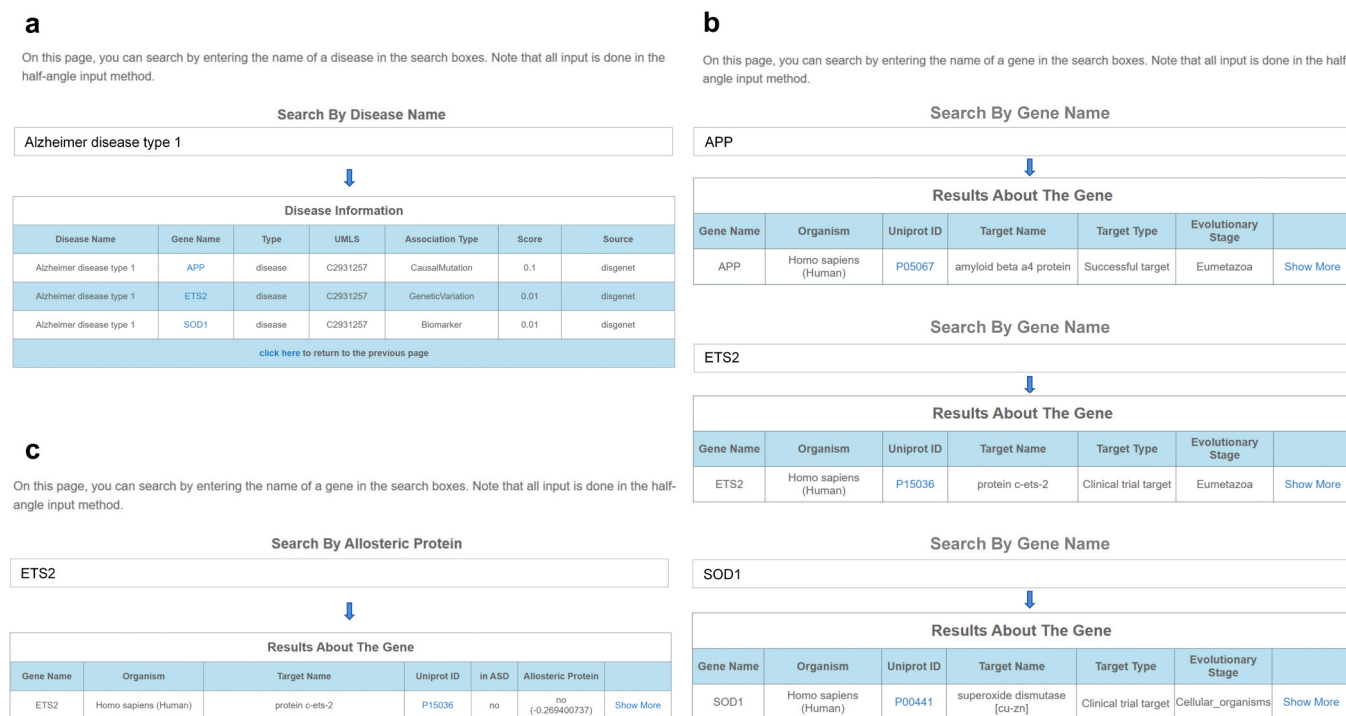 a
On this page, you can search by entering the name of a disease in the search boxes. Note that all input is done in the
half-angle input method.
Search By Disease Name
Alzheimer disease type 1
Disease Information
Disease Name Gene Name Type UMLS Association Type Score Source
Alzheimer disease type 1 APP disease C2931257 CausalMutation 0.1 disgenet
Alzheimer disease type 1 ETS2 disease C2931257 GeneticVariation 0.01 disgenet
Alzheimer disease type 1 SOD1 disease C2931257 Biomarker 0.01 disgenet
click here to return to the previous page
b
On this page, you can search by entering the name of a gene in the search boxes. Note that all input is done in the half-
angle input method.
Search By Gene Name
APP
Results About The Gene
Gene Name Organism Uniprot ID Target Name Target Type Evolutionary
Stage
APP Homo sapiens
(Human) P05067 amyloid beta a4 protein Successful target Eumetazoa Show More
Search By Gene Name
ETS2
Results About The Gene
Gene Name Organism Uniprot ID Target Name Target Type Evolutionary
Stage
ETS2 Homo sapiens
(Human) P15036 protein c-ets-2 Clinical trial target Eumetazoa Show More
Search By Gene Name
SOD1
Results About The Gene
Gene Name Organism Uniprot ID Target Name Target Type Evolutionary
Stage
SOD1 Homo sapiens
(Human) P00441 superoxide dismutase
[cu-zn] Clinical trial target Cellular_organisms Show More
c
On this page, you can search by entering the name of a gene in the search boxes. Note that all input is done in the half-
angle input method.
Search By Allosteric Protein
ETS2
Results About The Gene
Gene Name Organism Target Name Uniprot ID in ASD Allosteric Protein
ETS2 Homo sapiens (Human) protein c-ets-2 P15036 no no
(-0.269400737) Show More